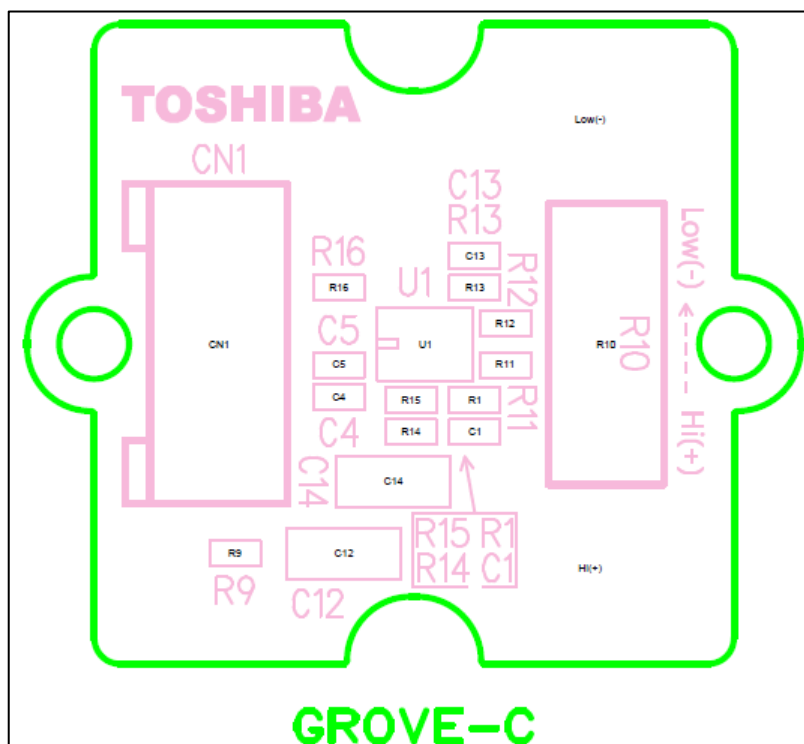 TOSHIBA
Low(-)
CN1
C13
R13
R16
C13
R12
Low(-)
R16
R13
U1
C5
R12
CN1
U1
R10
R10
C5
R11
C4
R15
R1
R11
Hi(+)
C4
R14
C1
C14
C14
R15 R1
R14 C1
R9
C12
Hi(+)
R9
C12
GROVE-C